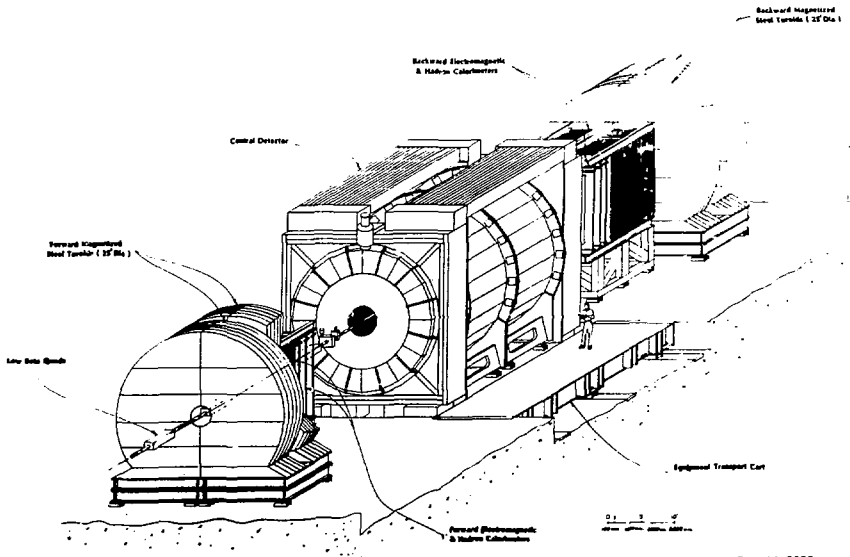 Backward Magnetized
Steel Toroids ( 25' Dia )
Backward Electromagnetic
& Hadron Calorimeters
Central Detector
Forward Magnetized
Steel Toroids ( 25' Dia )
Low Beta Quads
Equipment Transport Cart
Forward Electromagnetic
& Hadron Calorimeters
0